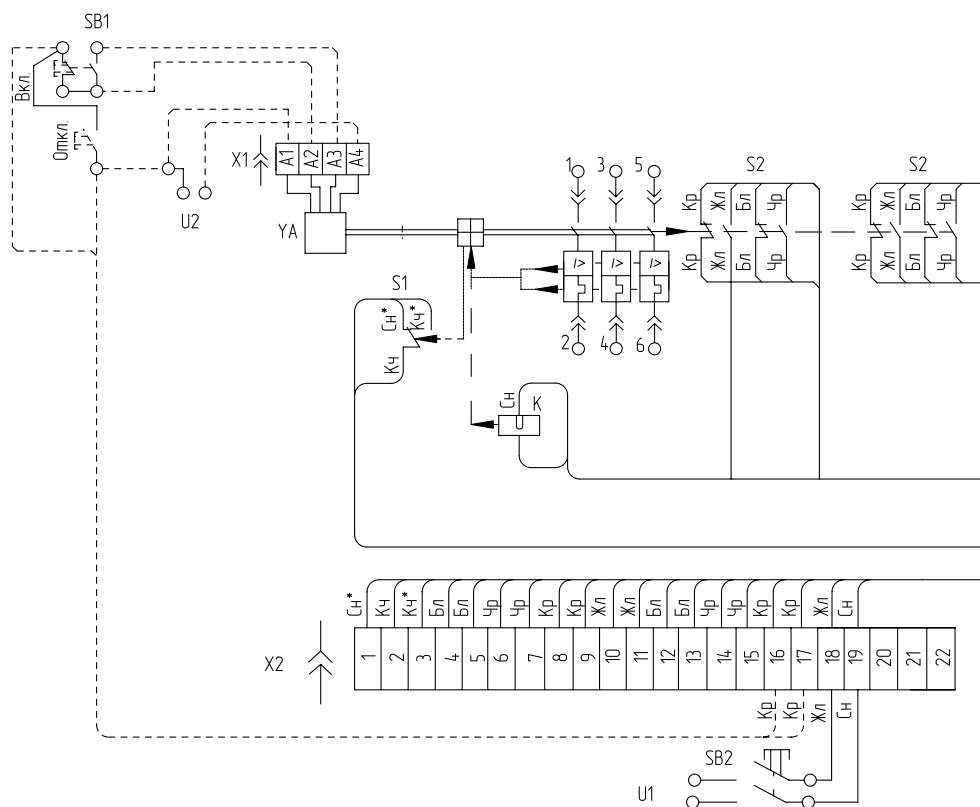 SB1
Вкл.
Откл.
X1
A1 A2 A3 A4
U2
YA
1 3 5
S2
S2
Кр Жл Бл Чр
Кр Жл Бл Чр
I> I> I>
Кр Жл Бл Чр
Кр Жл Бл Чр
2 4 6
S1
Сн* Кч*
Кч
Сн
K
Сн* Кч Кч* Бл Бл Чр Чр Кр Кр Жл Жл Бл Бл Чр Чр Кр Кр Жл Сн
X2
1 2 3 4 5 6 7 8 9 10 11 12 13 14 15 16 17 18 19 20 21 22
Кр Кр Жл Сн
SB2
U1